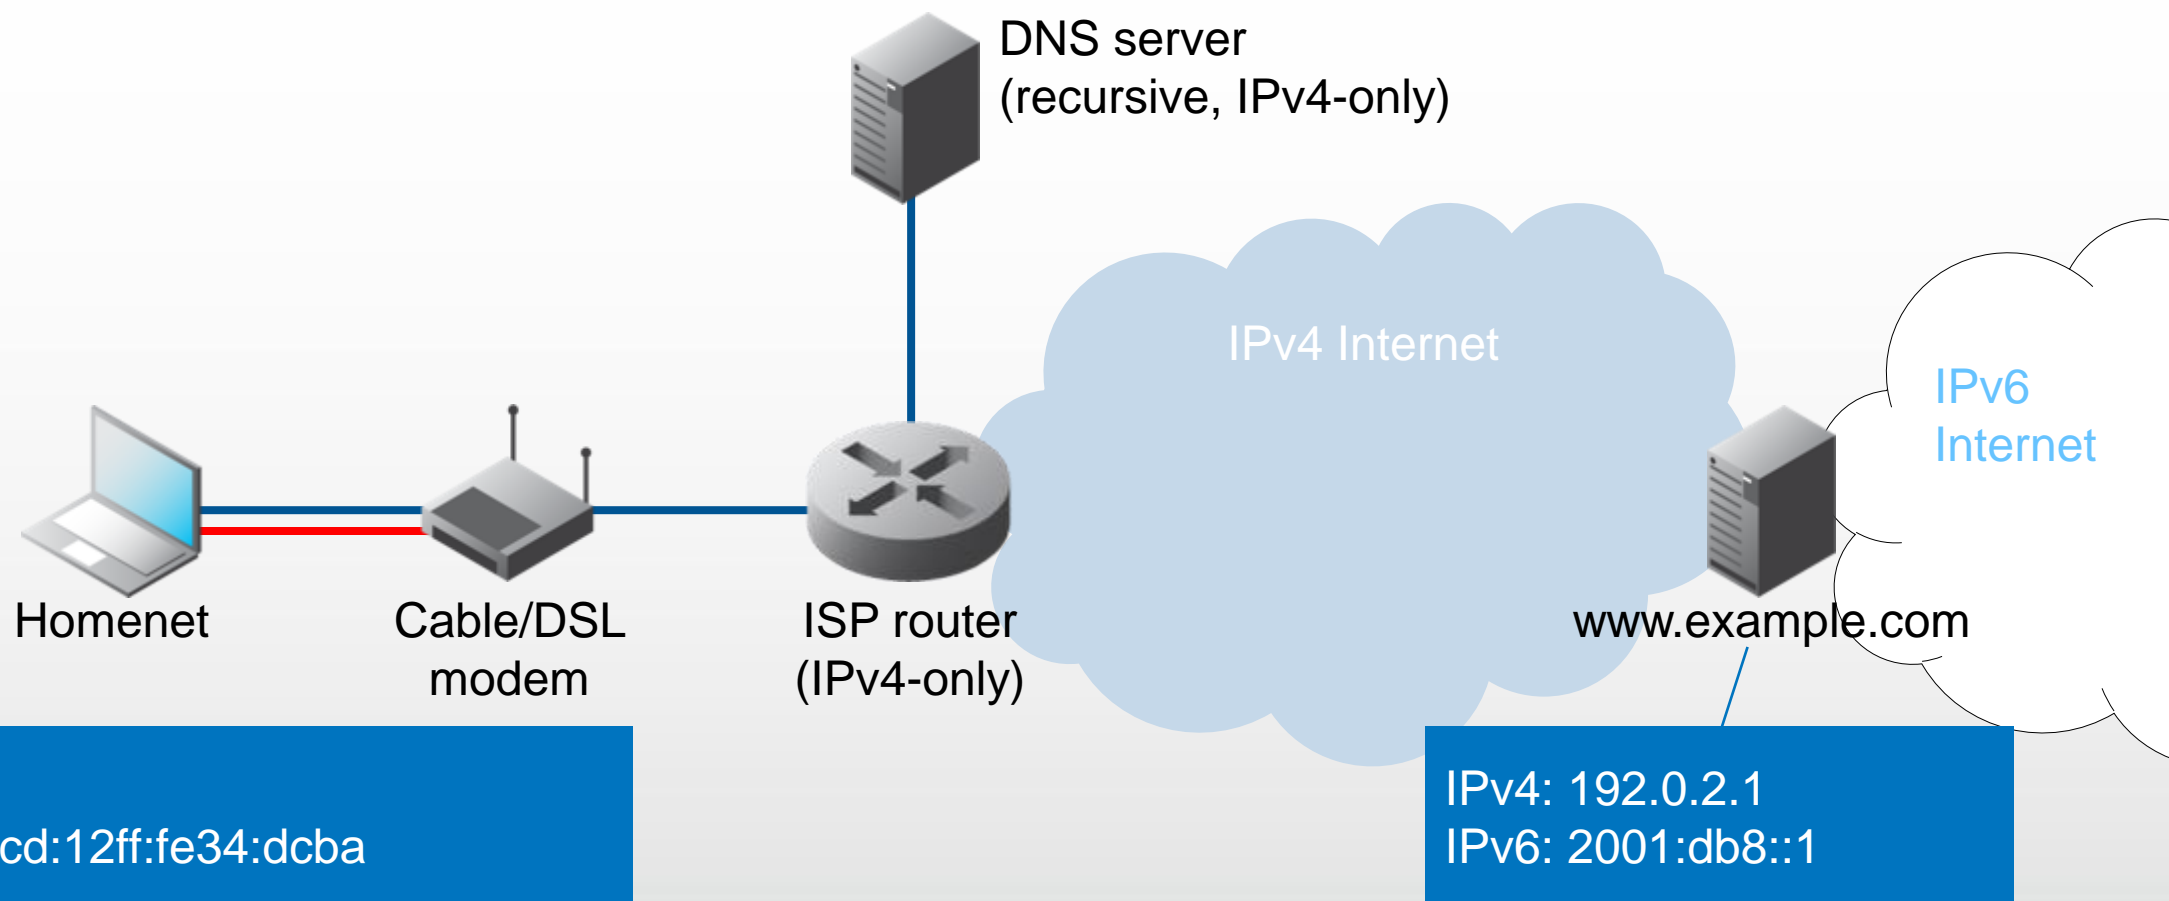 DNS server
(recursive, IPv4-only)
IPv4 Internet
IPv6
Internet
Homenet
Cable/DSL
modem
ISP router
(IPv4-only)
www.example.com
cd:12ff:fe34:dcba
IPv4: 192.0.2.1
IPv6: 2001:db8::1